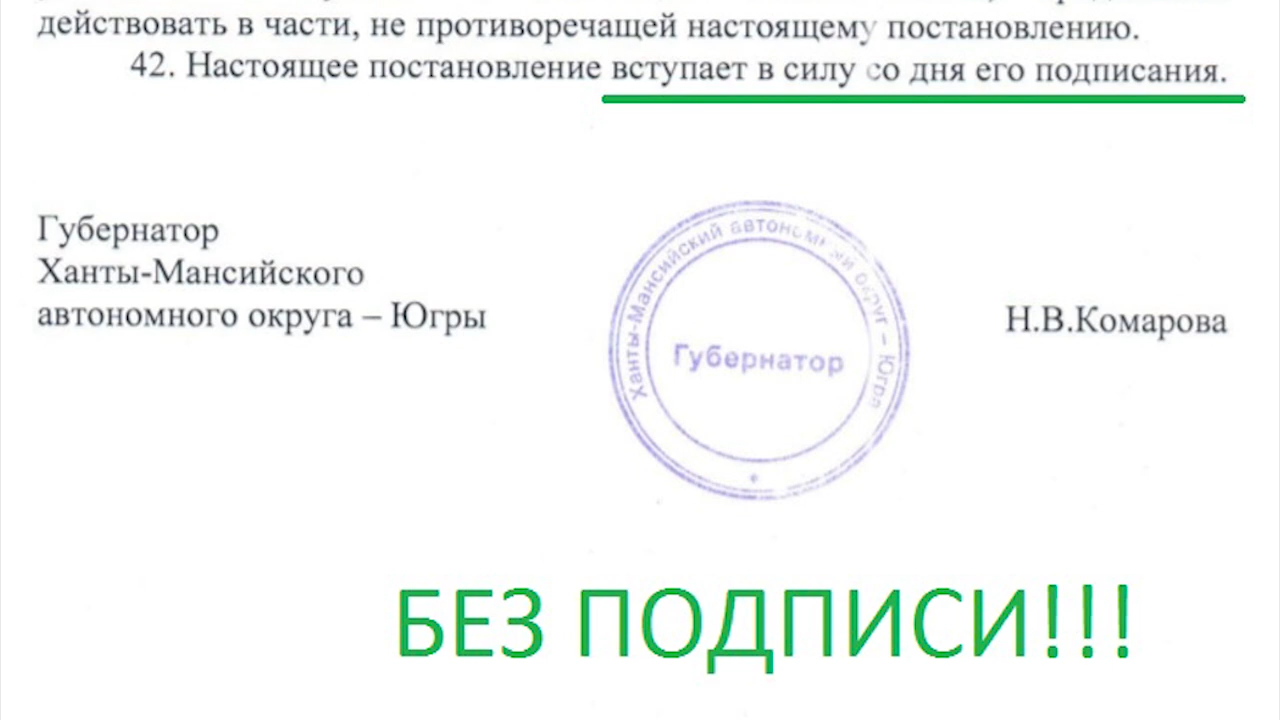 действовать в части, не противоречащей настоящему постановлению.
42. Настоящее постановление вступает в силу со дня его подписания.
Губернатор
Ханты-Мансийского
автономного округа – Югры
Ханты-Мансийский автономный округ – Югра
Губернатор
Н.В.Комарова
БЕЗ ПОДПИСИ!!!